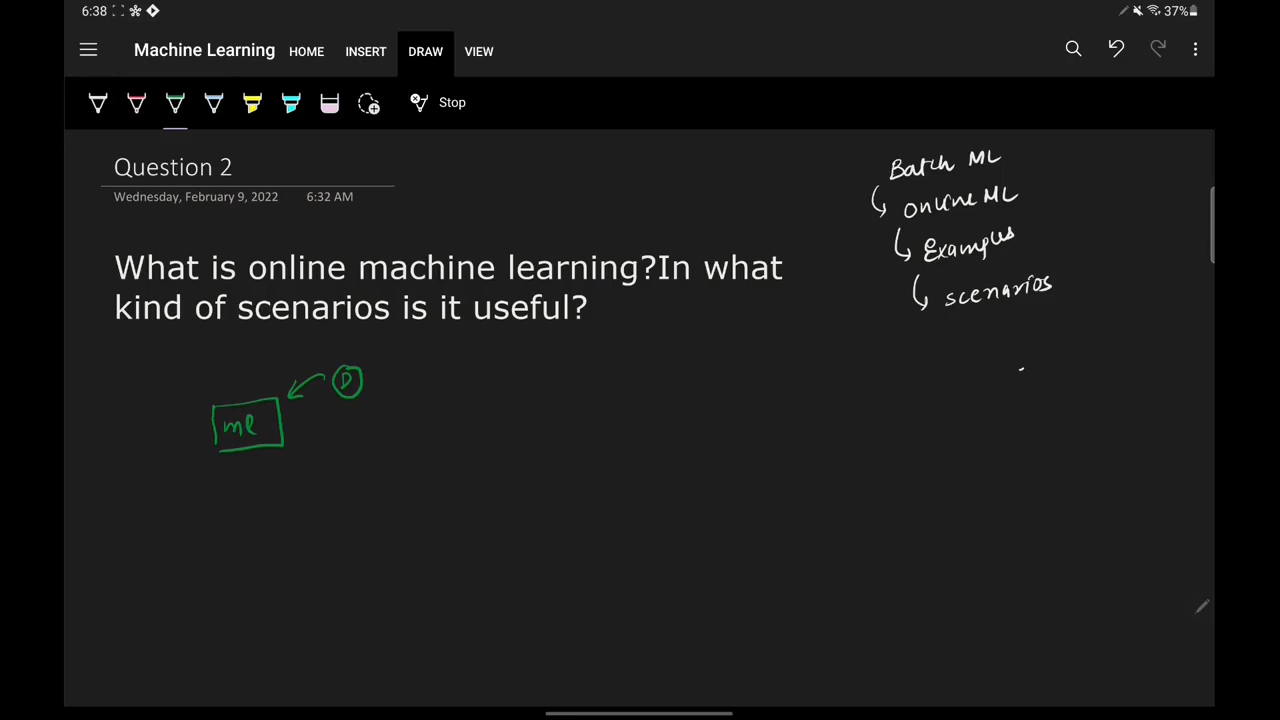 6:38 37%
Machine Learning HOME INSERT DRAW VIEW
Stop
Question 2
Wednesday, February 9, 2022 6:32 AM
What is online machine learning?In what
kind of scenarios is it useful?
Batch ML
Online ML
Examples
scenarios
D
ml